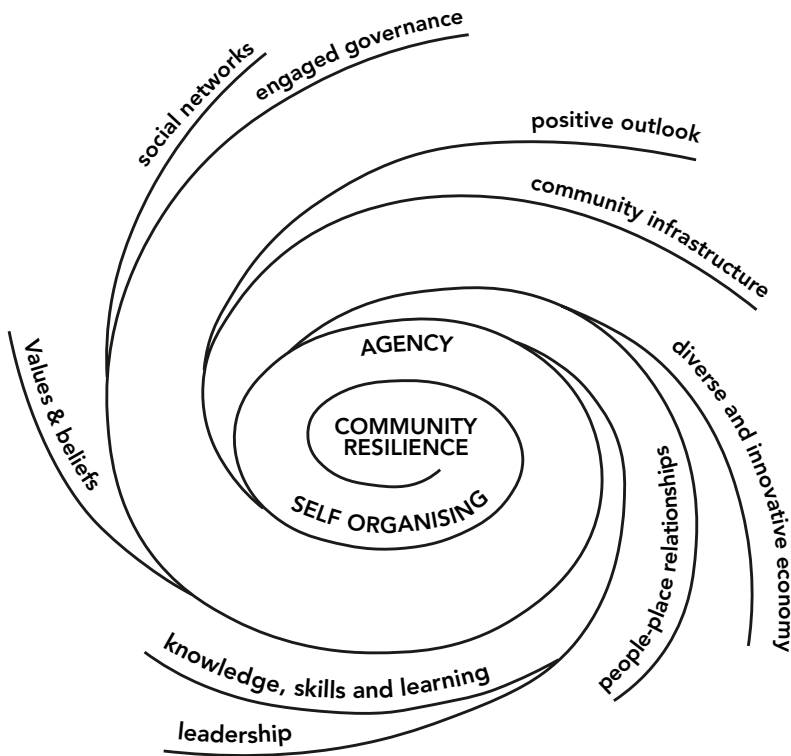 social networks
engaged governance
positive outlook
community infrastructure
Values & beliefs
AGENCY
diverse and innovative economy
COMMUNITY
RESILIENCE
people-place relationships
SELF ORGANISING
knowledge, skills and learning
leadership